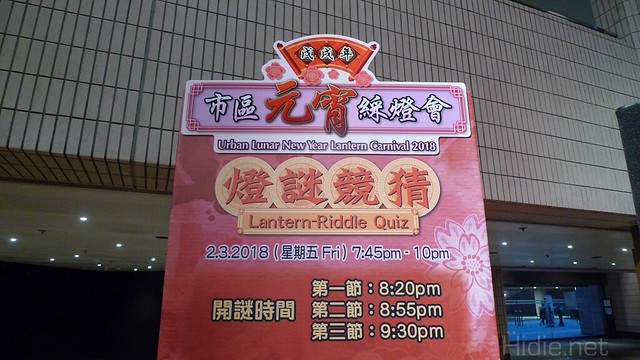 戊戌年
市區元宵綵燈會
Urban Lunar New Year Lantern Carnival 2018
燈謎競猜
Lantern-Riddle Quiz
2.3.2018 (星期五 Fri) 7:45pm - 10pm
開謎時間
第一節：8:20pm
第二節：8:55pm
第三節：9:30pm
Hidie.net